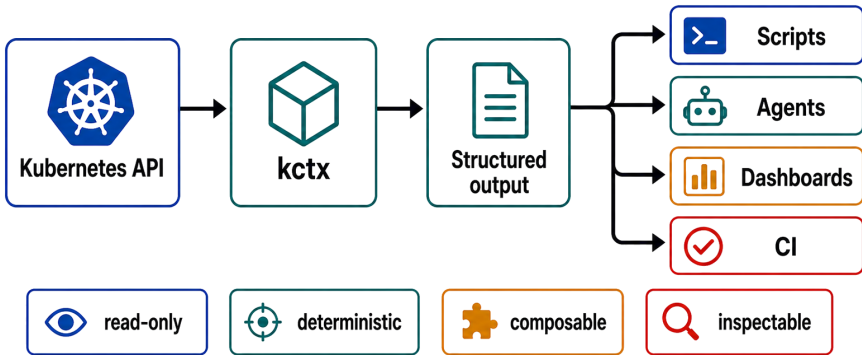 Kubernetes API
kctx
Structured
output
Scripts
Agents
Dashboards
CI
read-only
deterministic
composable
inspectable